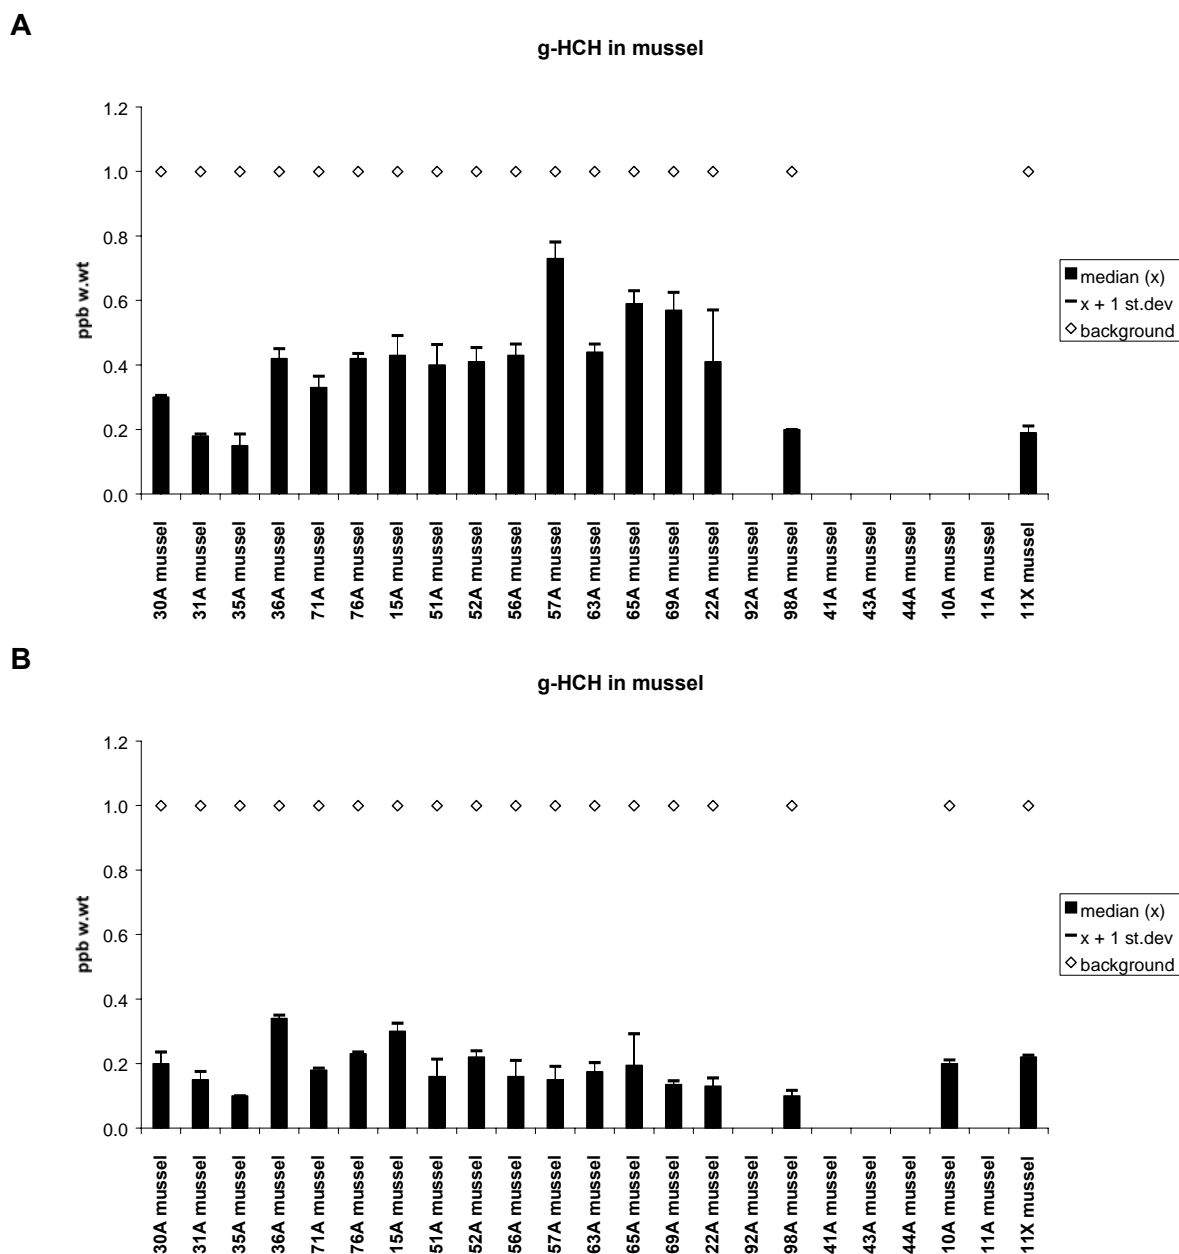 A
g-HCH in mussel
1.2
1.0
0.8
0.6
0.4
0.2
0.0
ppb w.wt
median (x)
x + 1 st.dev
background
30A mussel
31A mussel
35A mussel
36A mussel
71A mussel
76A mussel
15A mussel
51A mussel
52A mussel
56A mussel
57A mussel
63A mussel
65A mussel
69A mussel
22A mussel
92A mussel
98A mussel
41A mussel
43A mussel
44A mussel
10A mussel
11A mussel
11X mussel
B
g-HCH in mussel
1.2
1.0
0.8
0.6
0.4
0.2
0.0
ppb w.wt
median (x)
x + 1 st.dev
background
30A mussel
31A mussel
35A mussel
36A mussel
71A mussel
76A mussel
15A mussel
51A mussel
52A mussel
56A mussel
57A mussel
63A mussel
65A mussel
69A mussel
22A mussel
92A mussel
98A mussel
41A mussel
43A mussel
44A mussel
10A mussel
11A mussel
11X mussel